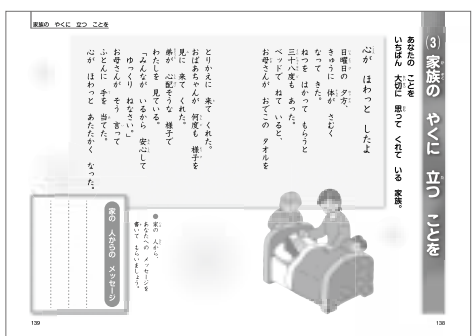 家族の やくに 立つ ことを
(3) 家族の やくに 立つ ことを
あなたの ことを
いちばん 大切に 思って くれて いる 家族。
心が ほわっと したよ
日曜日の 夕方、
きゅうに 体が さむく
なって きた。
ねつを はかって もらうと
三十八度も あった。
ベッドで ねて いると、
お母さんが おでこの タオルを
とりかえに 来て くれた。
おばあちゃんが 何度も 様子を
見に 来て くれた。
弟が 心配そうな 様子で
わたしを 見て いる。
「みんなが いるから 安心して
ゆっくり ねなさい。」
お母さんが そう 言って
ふとんに 手を 当てた。
心が ほわっと あたたかく なった。
●家の 人から、
あなたへの メッセージを
書いて もらいましょう。
家の 人からの メッセージ
139
138